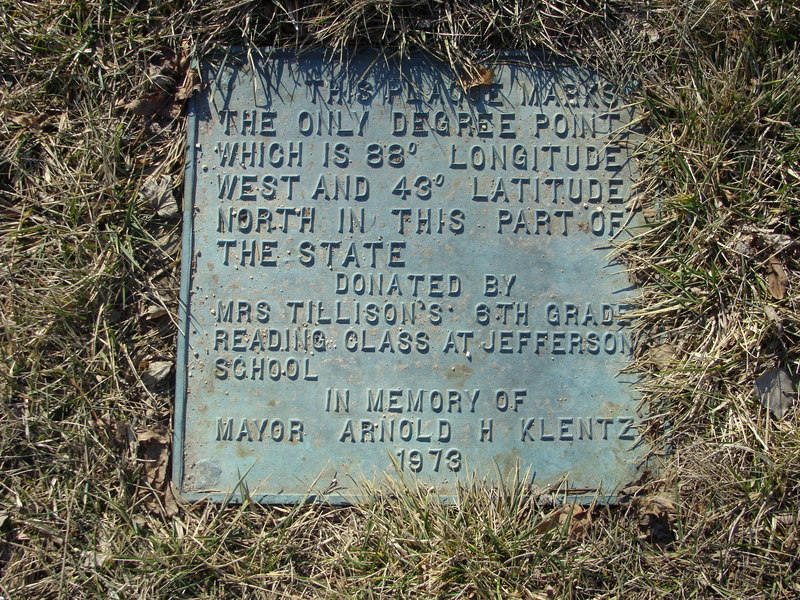 THIS PLAQUE MARKS
THE ONLY DEGREE POINT,
WHICH IS 88° LONGITUDE
WEST AND 43° LATITUDE
NORTH IN THIS PART OF
THE STATE
DONATED BY
MRS TILLISON'S 6TH GRADE
READING CLASS AT JEFFERSON
SCHOOL
IN MEMORY OF
MAYOR ARNOLD H KLENTZ
1973